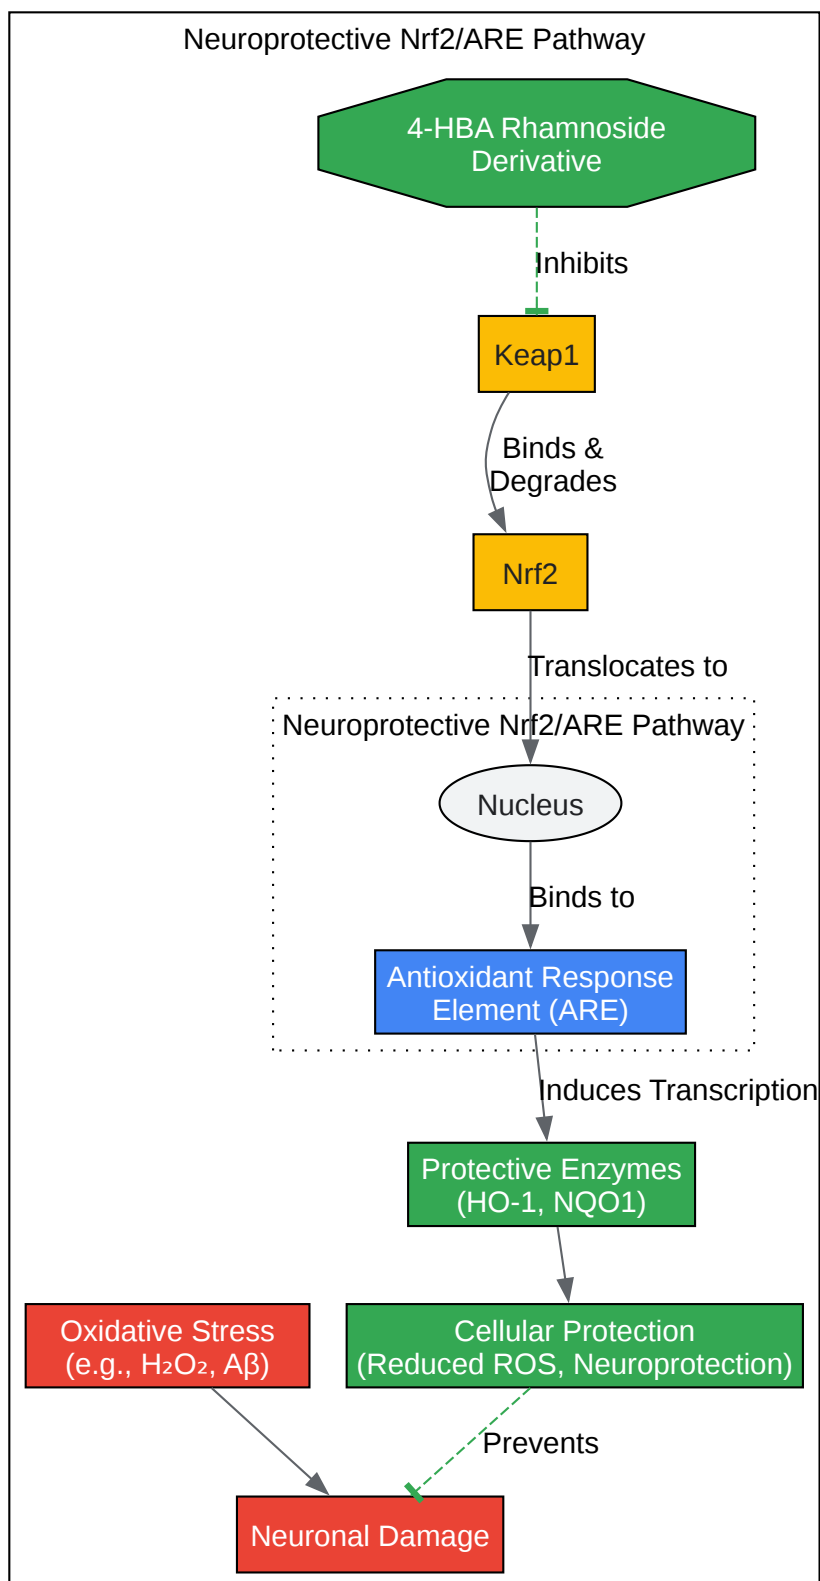 Neuroprotective Nrf2/ARE Pathway
4-HBA Rhamnoside
Derivative
Inhibits
Keap1
Binds &
Degrades
Nrf2
Translocates to
Neuroprotective Nrf2/ARE Pathway
Nucleus
Binds to
Antioxidant Response
Element (ARE)
Induces Transcription
Protective Enzymes
(HO-1, NQO1)
Oxidative Stress
(e.g., H₂O₂, Aβ)
Cellular Protection
(Reduced ROS, Neuroprotection)
Prevents
Neuronal Damage